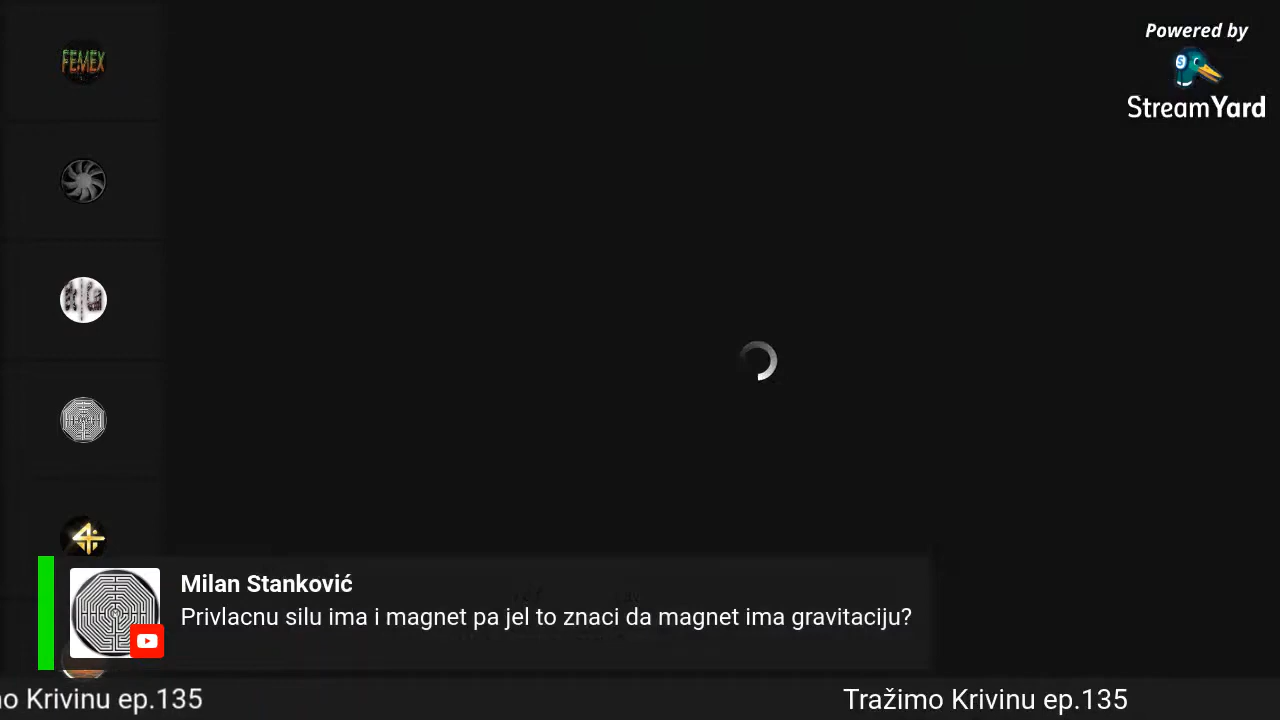 FEMEX
Powered by
StreamYard
Milan Stanković
Privlacnu silu ima i magnet pa jel to znaci da magnet ima gravitaciju?
o Krivinu ep.135
Tražimo Krivinu ep.135